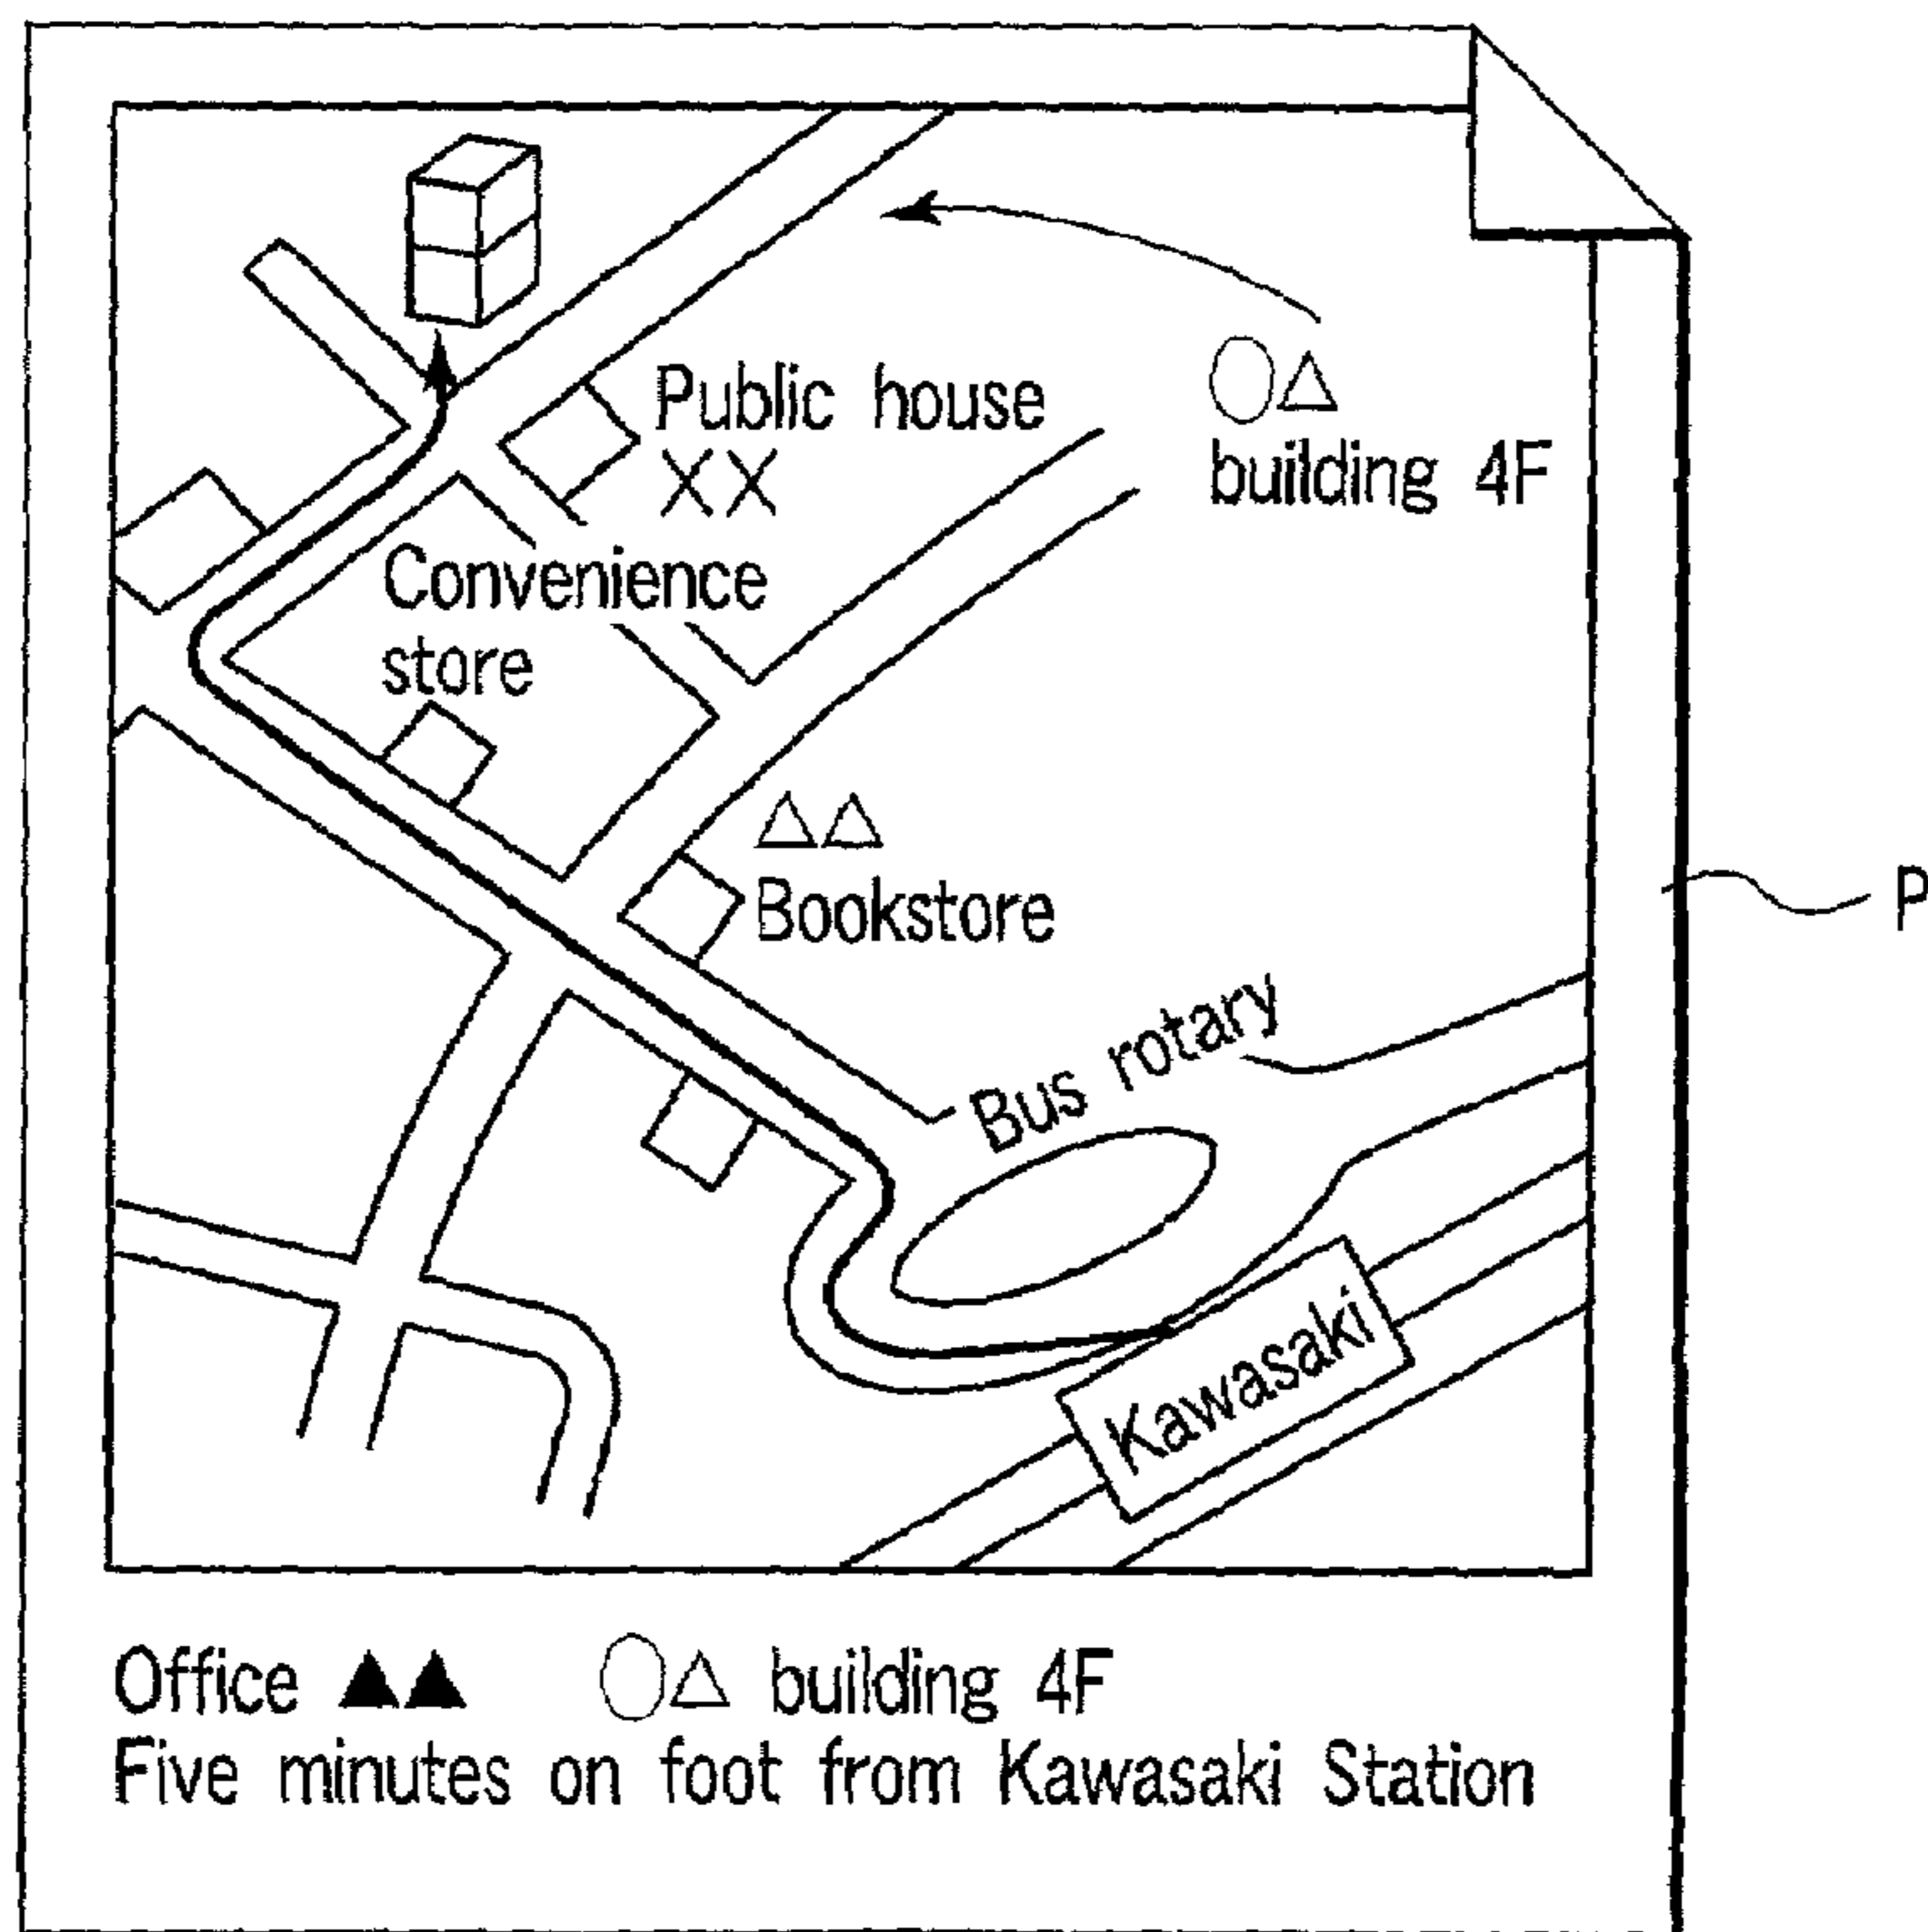 ○△
building 4F
Public house
XX
Convenience
store
△△
Bookstore
Bus rotary
Kawasaki
P
Office ▲▲ ○△ building 4F
Five minutes on foot from Kawasaki Station